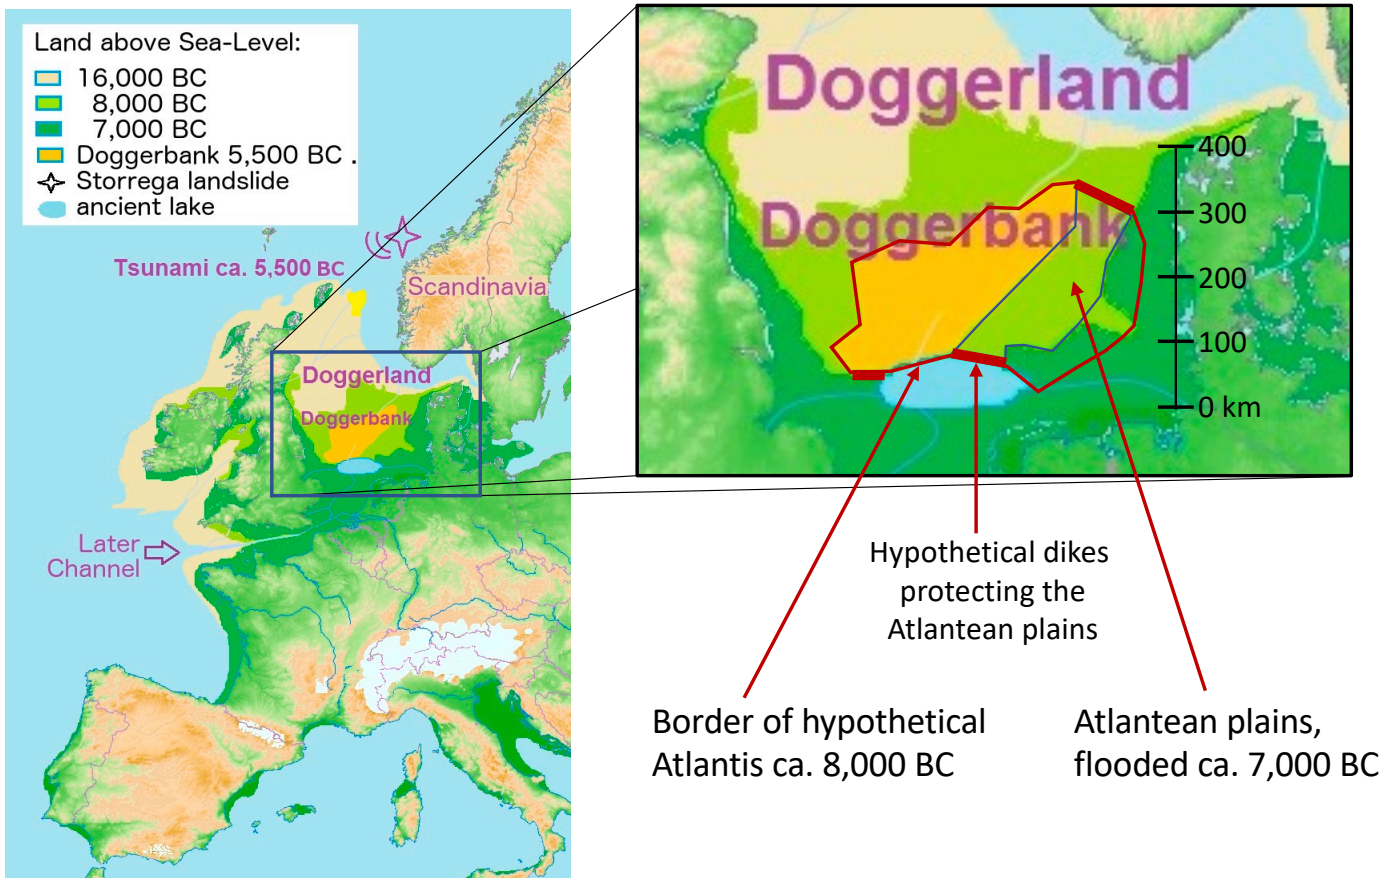 Land above Sea-Level:
16,000 BC
8,000 BC
7,000 BC
Doggerbank 5,500 BC .
Storrega landslide
ancient lake
Tsunami ca. 5,500 BC
Scandinavia
Doggerland
Doggerbank
Later
Channel
Doggerland
Doggerbank
400
300
200
100
0 km
Hypothetical dikes
protecting the
Atlantean plains
Border of hypothetical
Atlantis ca. 8,000 BC
Atlantean plains,
flooded ca. 7,000 BC